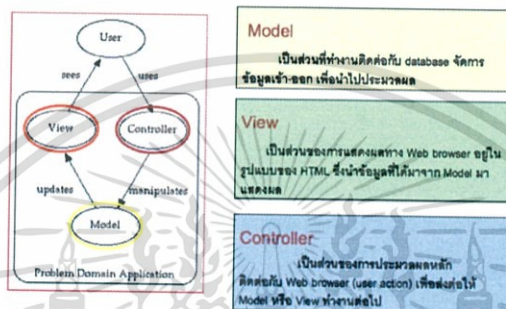 User
sees
uses
View
Controller
updates
manipulates
Model
Problem Domain Application
Model
เป็นส่วนที่ทำงานติดต่อกับ database จัดการ
ข้อมูลเข้า-ออก เพื่อนำไปประมวลผล
View
เป็นส่วนของการแสดงผลทาง Web browser อยู่ใน
รูปแบบของ HTML ซึ่งนำข้อมูลที่ได้มาจาก Model มา
แสดงผล
Controller
เป็นส่วนของการประมวลผลหลัก
ติดต่อกับ Web browser (user action) เพื่อส่งต่อให้
Model หรือ View ทำงานต่อไป